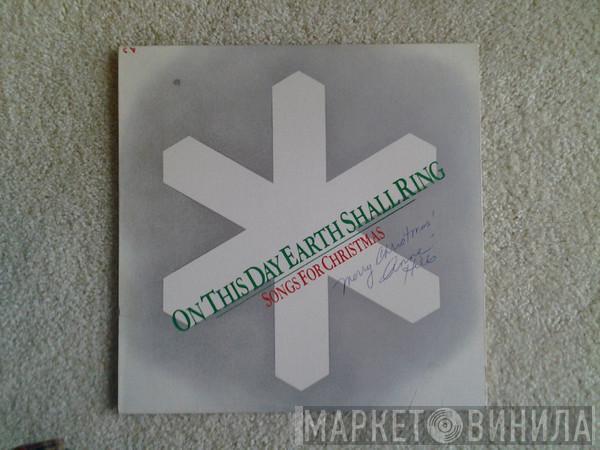 ON THIS DAY EARTH SHALL RING
SONGS FOR CHRISTMAS
Merry Christmas!
МАРКЕТ ВИНИЛА